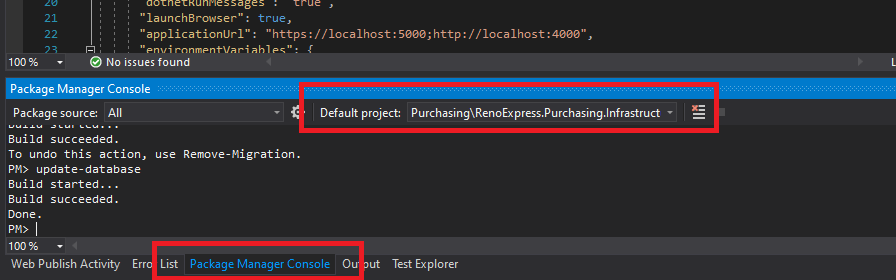 20 "dotnetRunMessages": "true",
21 "launchBrowser": true,
22 "applicationUrl": "https://localhost:5000;http://localhost:4000",
23 "environmentVariables": {
100 % No issues found L
Package Manager Console
Package source: All Default project: Purchasing\RenoExpress.Purchasing.Infrastruct
Build started...
Build succeeded.
To undo this action, use Remove-Migration.
PM> update-database
Build started...
Build succeeded.
Done.
PM>
100 %
Web Publish Activity Error List Package Manager Console Output Test Explorer